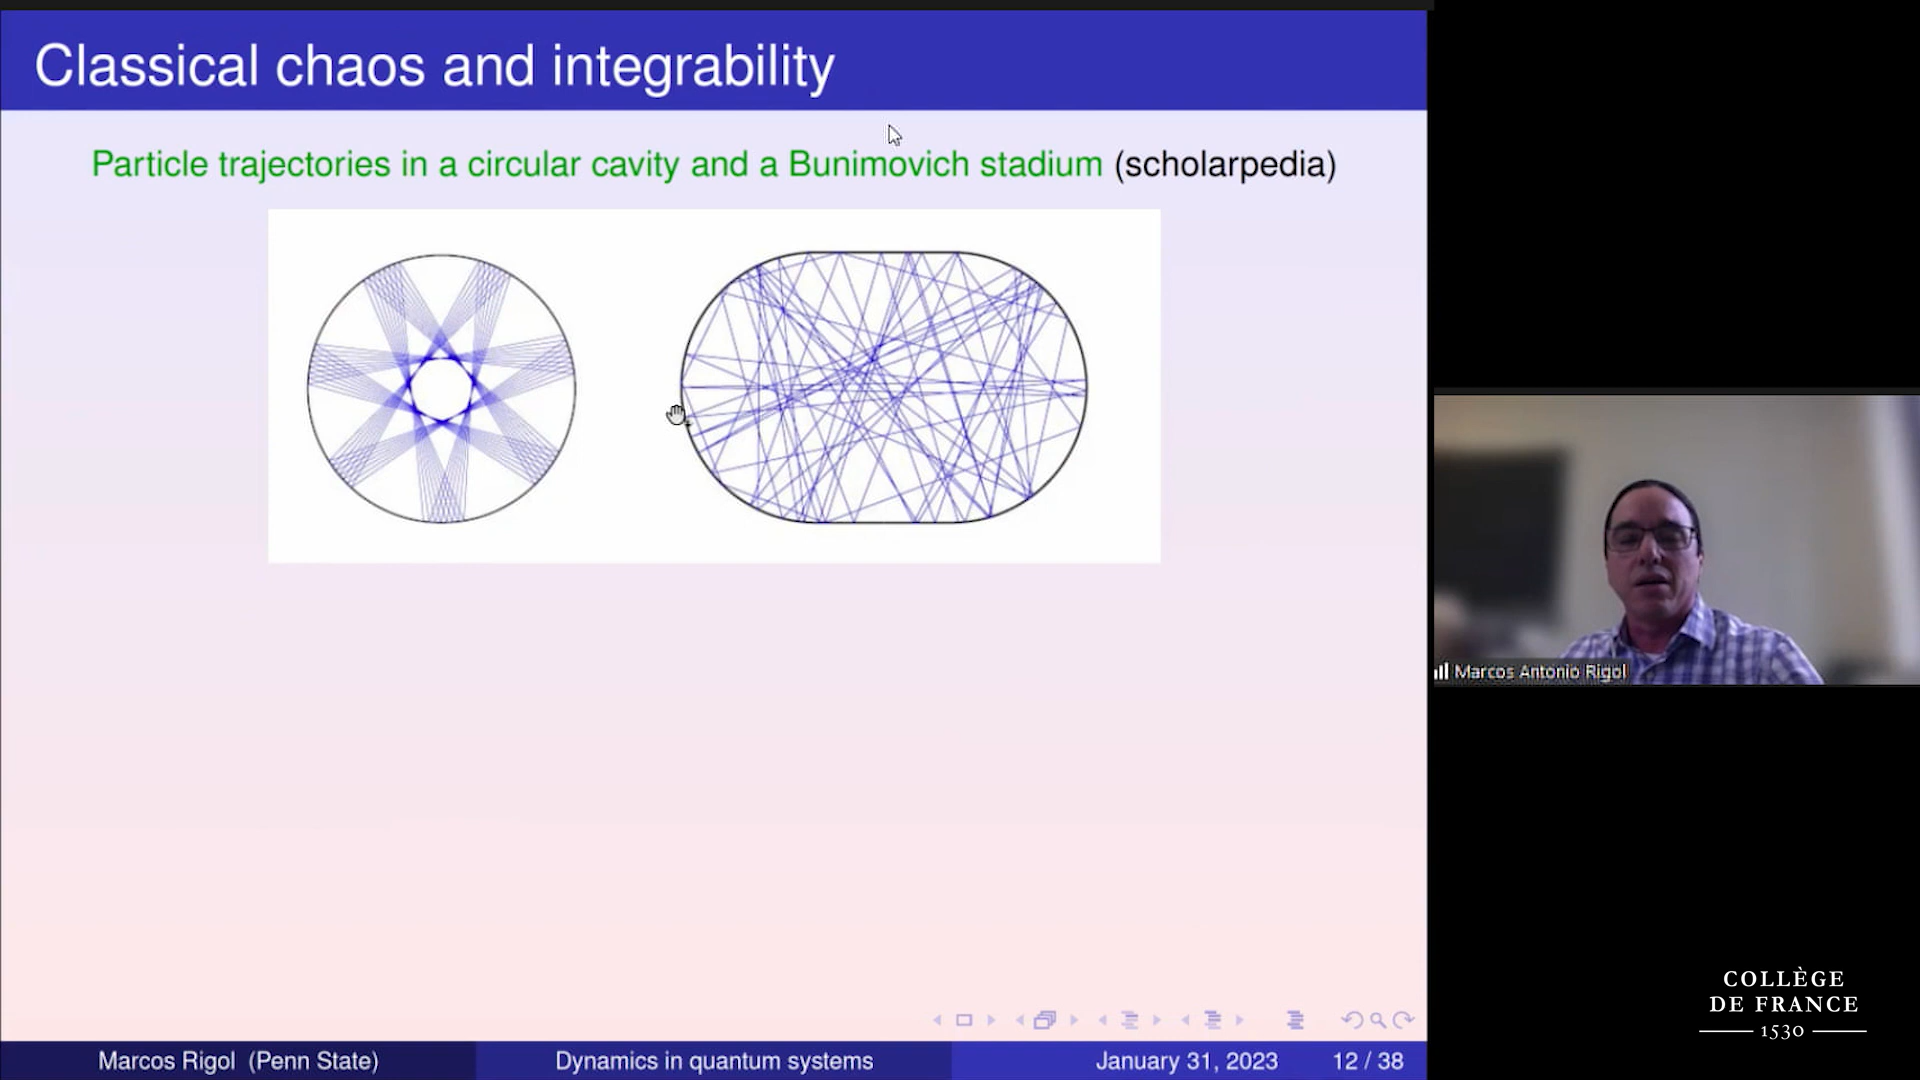 Classical chaos and integrability
Particle trajectories in a circular cavity and a Bunimovich stadium (scholarpedia)
Marcos Antonio Rigol
COLLÈGE
DE FRANCE
1530
Marcos Rigol (Penn State) Dynamics in quantum systems January 31, 2023 12 / 38